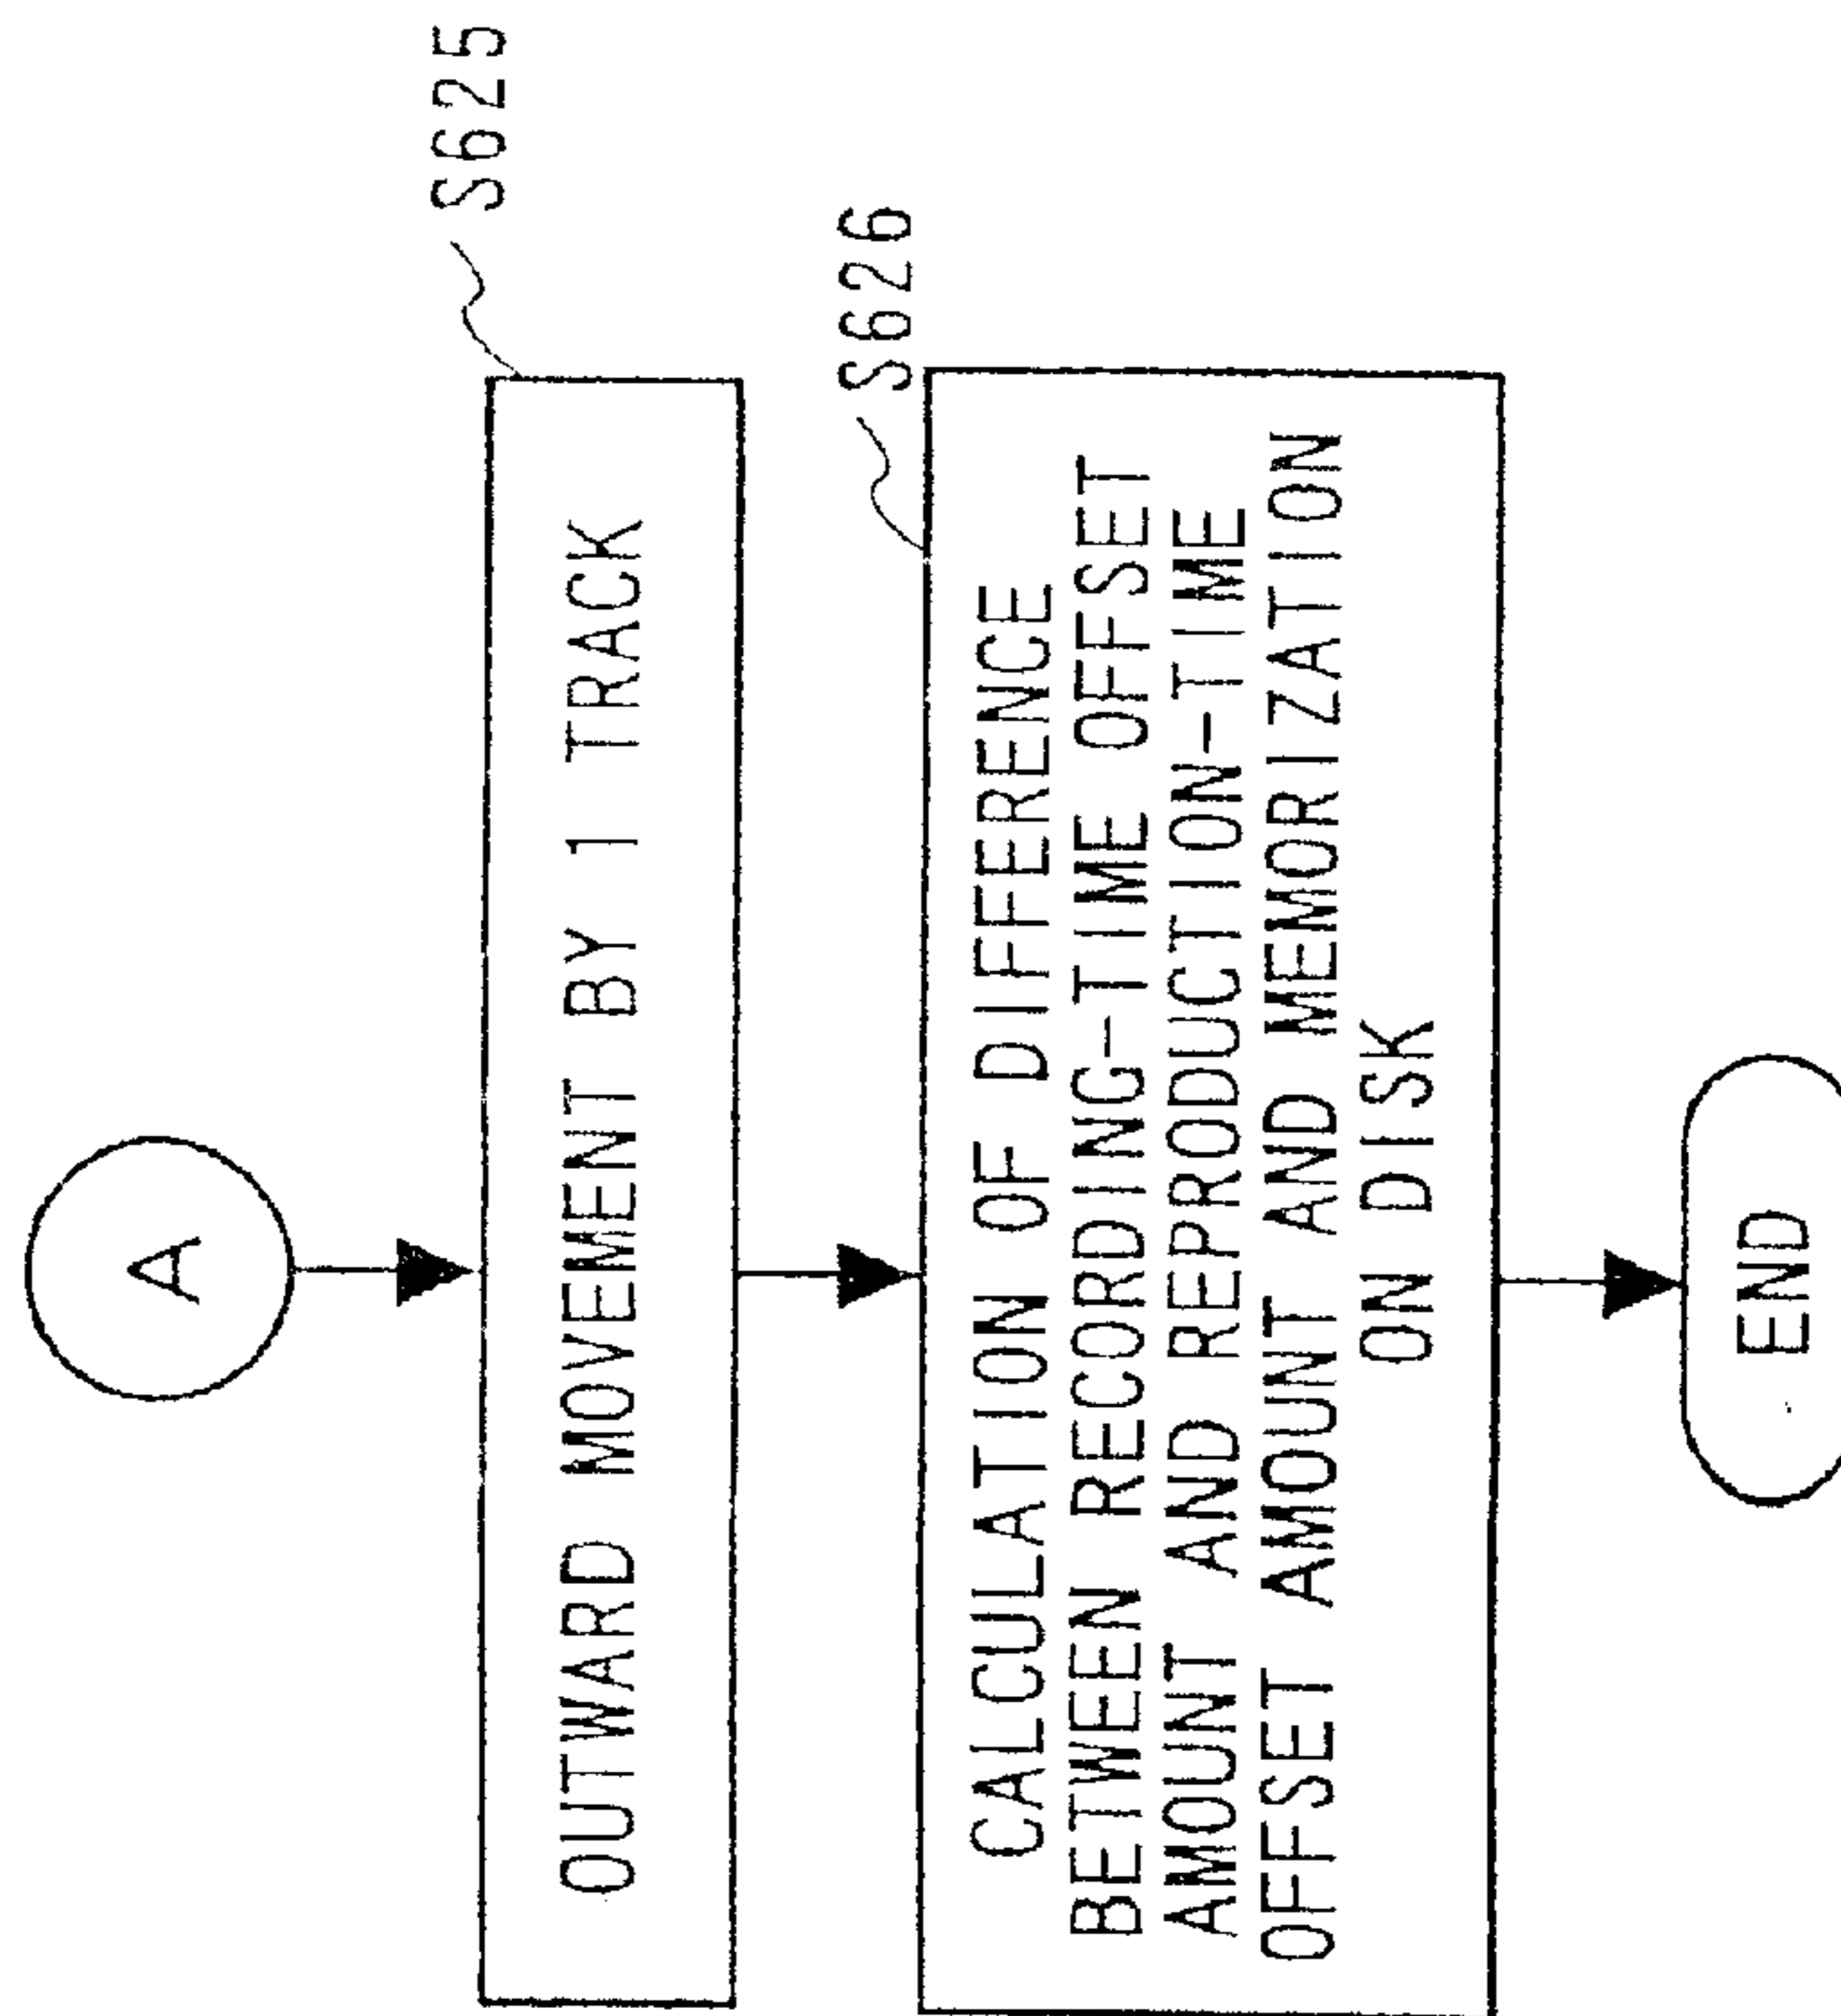 A
S625
OUTWARD MOVEMENT BY 1 TRACK
S626
CALCULATION OF DIFFERENCE
BETWEEN RECORDING-TIME OFFSET
AMOUNT AND REPRODUCTION-TIME
OFFSET AMOUNT AND MEMORIZATION
ON DISK
END